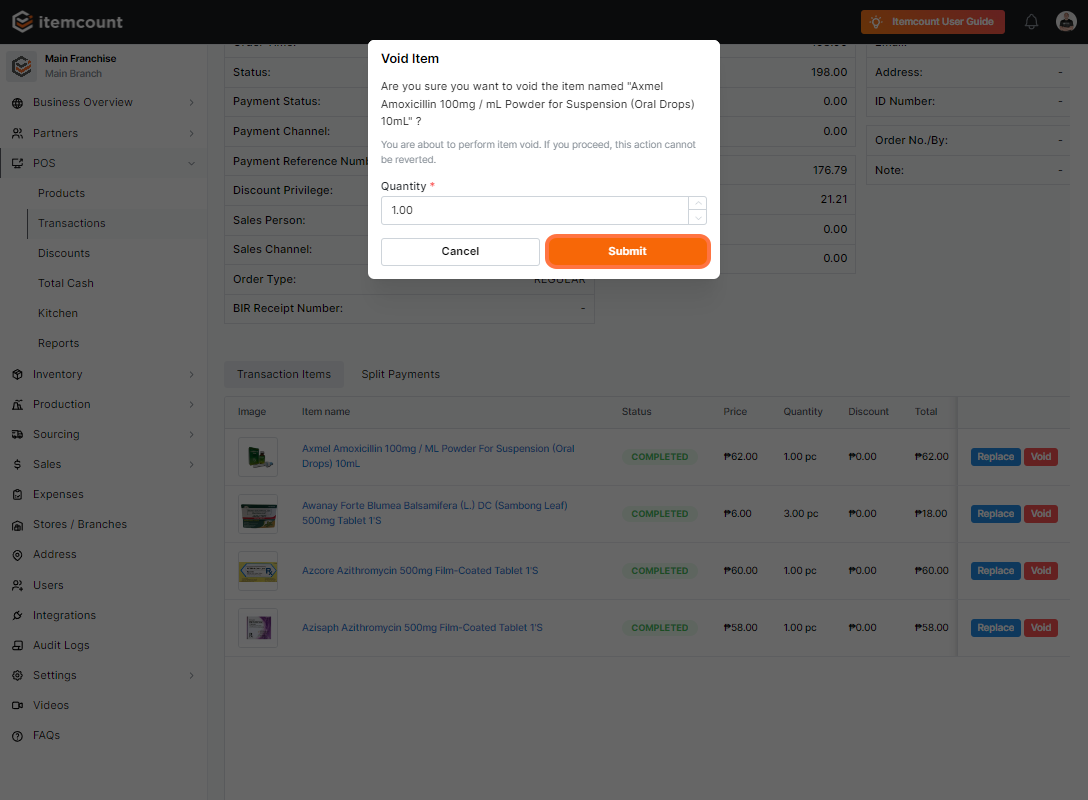 itemcount
Itemcount User Guide
Main Franchise
Main Branch
Business Overview
Partners
POS
Products
Transactions
Discounts
Total Cash
Kitchen
Reports
Inventory
Production
Sourcing
Sales
Expenses
Stores / Branches
Address
Users
Integrations
Audit Logs
Settings
Videos
FAQs
Void Item
Are you sure you want to void the item named "Axmel
Amoxicillin 100mg / mL Powder for Suspension (Oral Drops)
10mL" ?
You are about to perform item void. If you proceed, this action cannot
be reverted.
Quantity *
1.00
Cancel
Submit
Order Time:
Status:
Payment Status:
Payment Channel:
Payment Reference Numb
Discount Privilege:
Sales Person:
Sales Channel:
Order Type:
REGULAR
BIR Receipt Number:
-
198.00
0.00
0.00
176.79
21.21
0.00
0.00
Email:
Address:
-
ID Number:
-
Order No./By:
-
Note:
-
Transaction Items
Split Payments
Image
Item name
Status
Price
Quantity
Discount
Total
Axmel Amoxicillin 100mg / ML Powder For Suspension (Oral
Drops) 10mL
COMPLETED
₱62.00
1.00 pc
₱0.00
₱62.00
Replace
Void
Awanay Forte Blumea Balsamifera (L.) DC (Sambong Leaf)
500mg Tablet 1'S
COMPLETED
₱6.00
3.00 pc
₱0.00
₱18.00
Replace
Void
Azcore Azithromycin 500mg Film-Coated Tablet 1'S
COMPLETED
₱60.00
1.00 pc
₱0.00
₱60.00
Replace
Void
Azisaph Azithromycin 500mg Film-Coated Tablet 1'S
COMPLETED
₱58.00
1.00 pc
₱0.00
₱58.00
Replace
Void